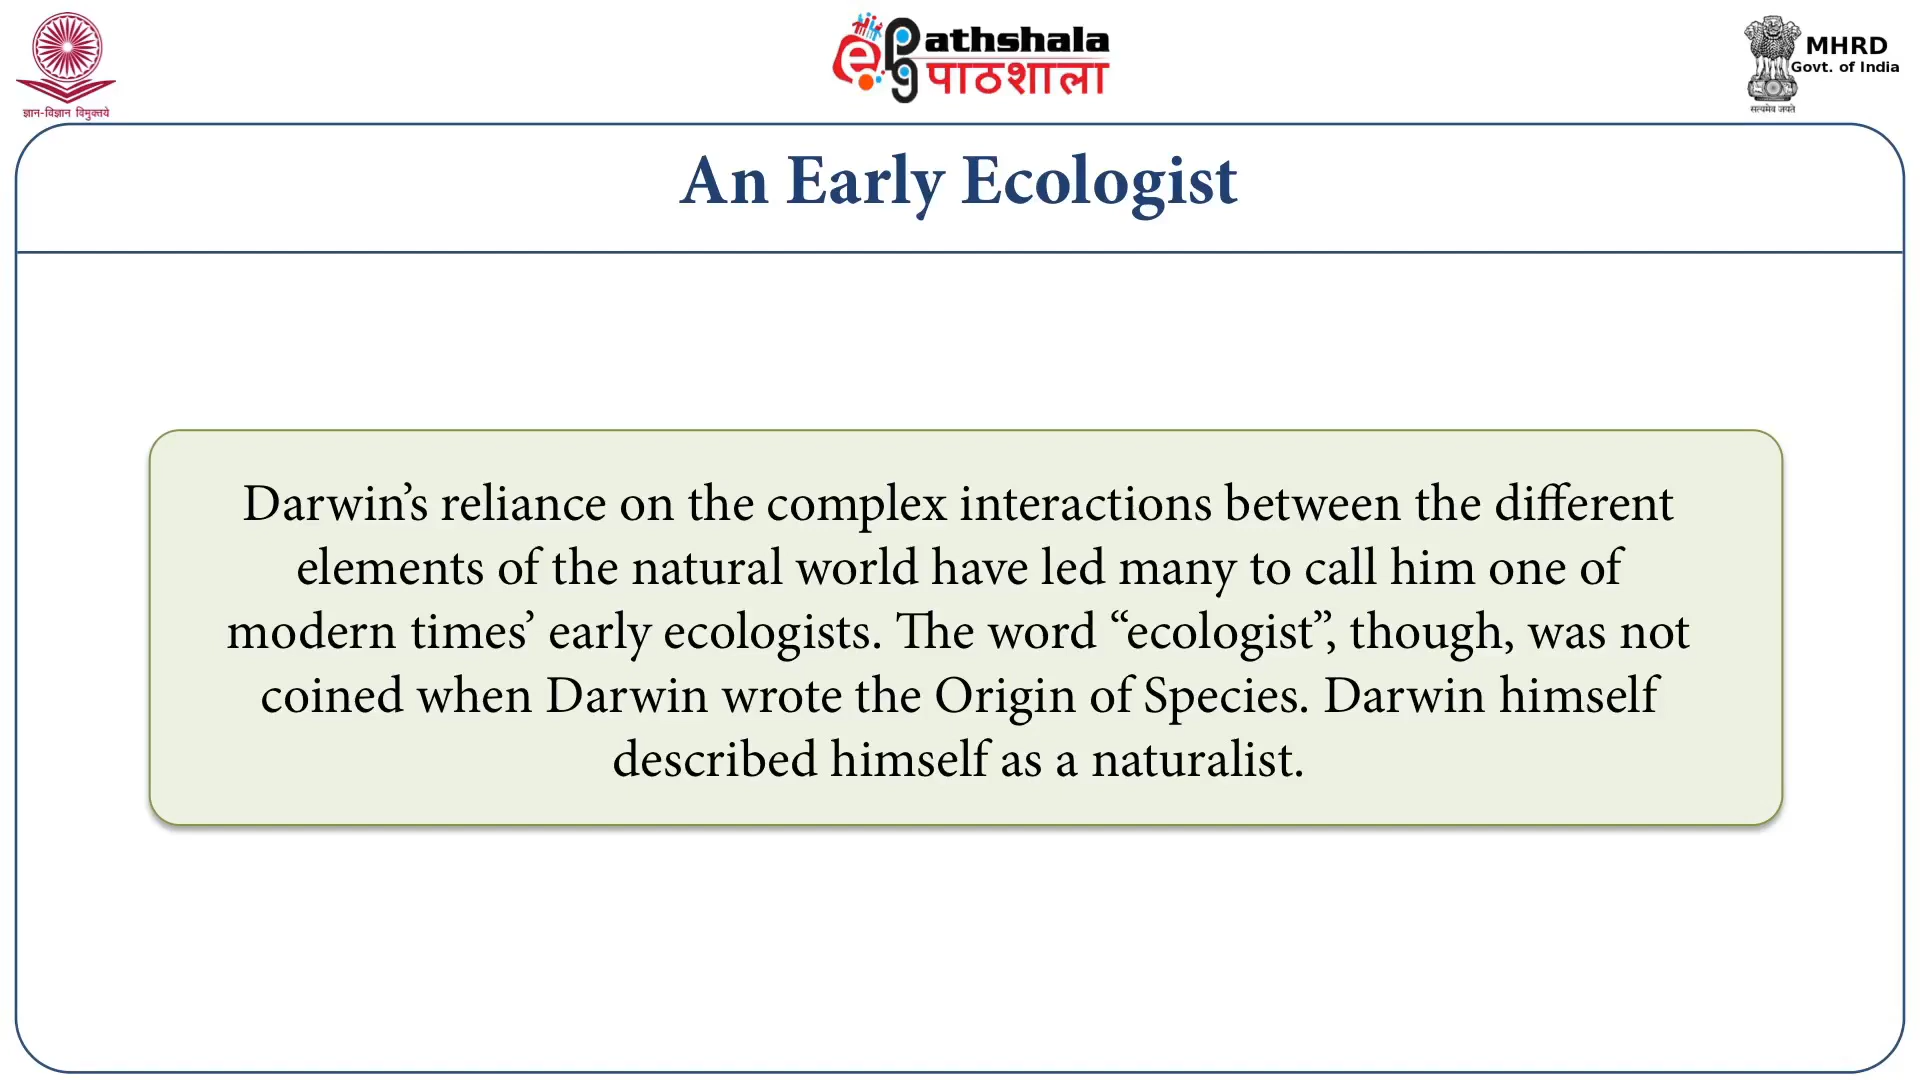 ज्ञान-विज्ञान विमुक्तये
ePathshala
पाठशाला
pg
MHRD
Govt. of India
सत्यमेव जयते
An Early Ecologist
Darwin’s reliance on the complex interactions between the different
elements of the natural world have led many to call him one of
modern times’ early ecologists. The word “ecologist”, though, was not
coined when Darwin wrote the Origin of Species. Darwin himself
described himself as a naturalist.